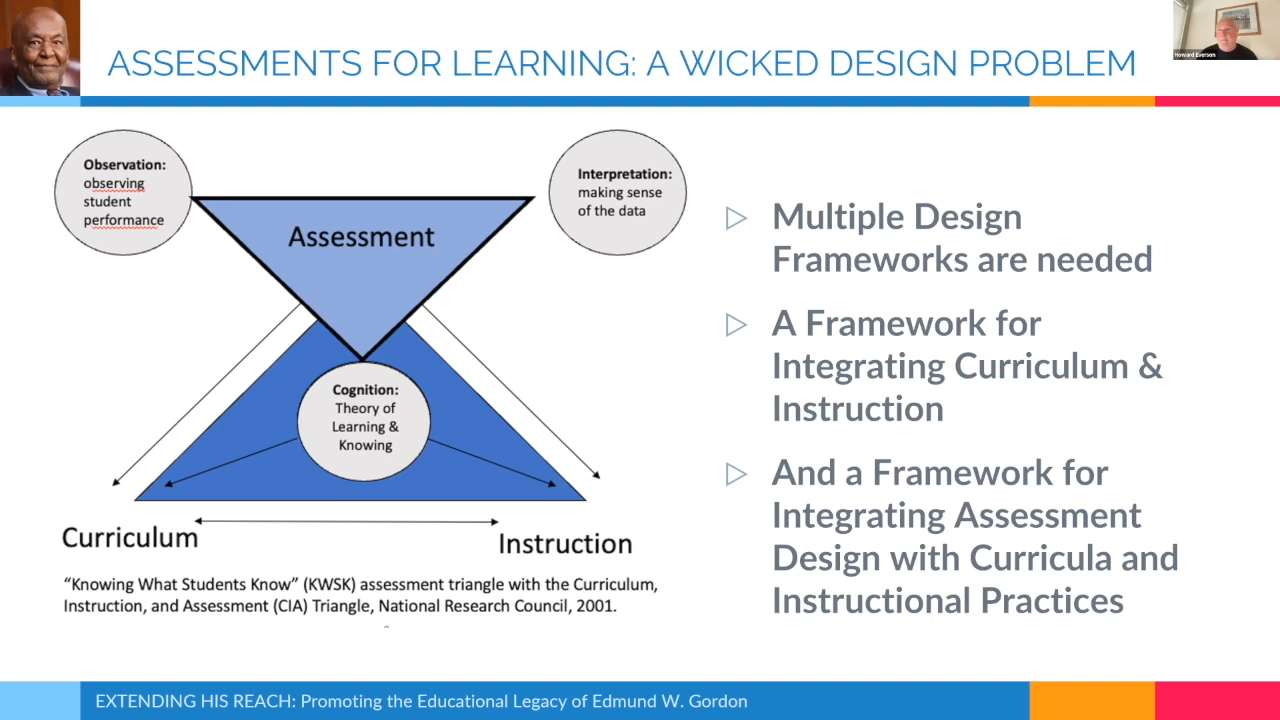 ASSESSMENTS FOR LEARNING: A WICKED DESIGN PROBLEM
Howard Everson
Observation:
observing
student
performance
Interpretation:
making sense
of the data
Assessment
Cognition:
Theory of
Learning &
Knowing
Curriculum
Instruction
“Knowing What Students Know” (KWSK) assessment triangle with the Curriculum,
Instruction, and Assessment (CIA) Triangle, National Research Council, 2001.
Multiple Design
Frameworks are needed
A Framework for
Integrating Curriculum &
Instruction
And a Framework for
Integrating Assessment
Design with Curricula and
Instructional Practices
EXTENDING HIS REACH: Promoting the Educational Legacy of Edmund W. Gordon